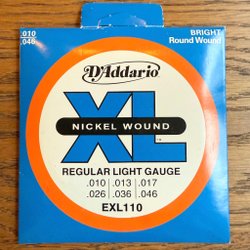 .010
.046
BRIGHT
Round Wound
D'Addario
XL
NICKEL WOUND
REGULAR LIGHT GAUGE
.010 .013 .017
.026 .036 .046
EXL110